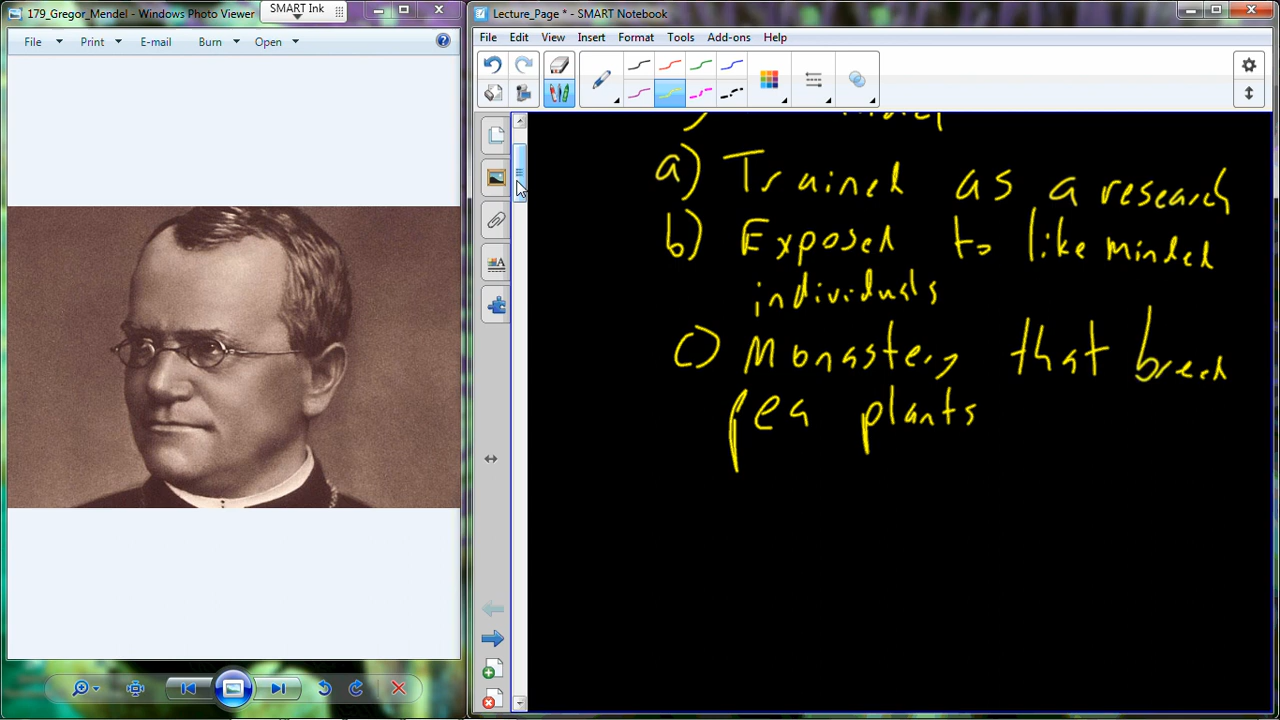 179_Gregor_Mendel - Windows Photo Viewer
SMART Ink
File Print E-mail Burn Open
Lecture_Page * - SMART Notebook
File Edit View Insert Format Tools Add-ons Help
a) Trained as a research
b) Exposed to like minded
individuals
c) Monastery that breed
pea plants